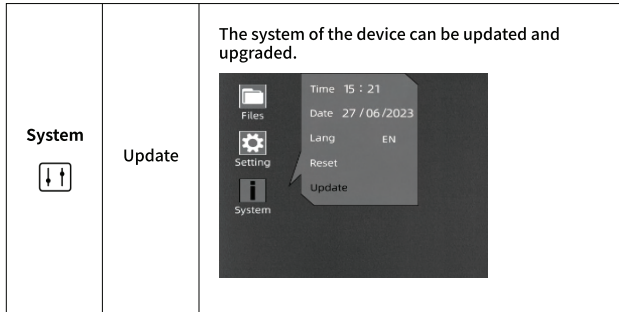 System
Update
The system of the device can be updated and
upgraded.
Files
Setting
System
Time 15 : 21
Date 27 / 06 /2023
Lang EN
Reset
Update